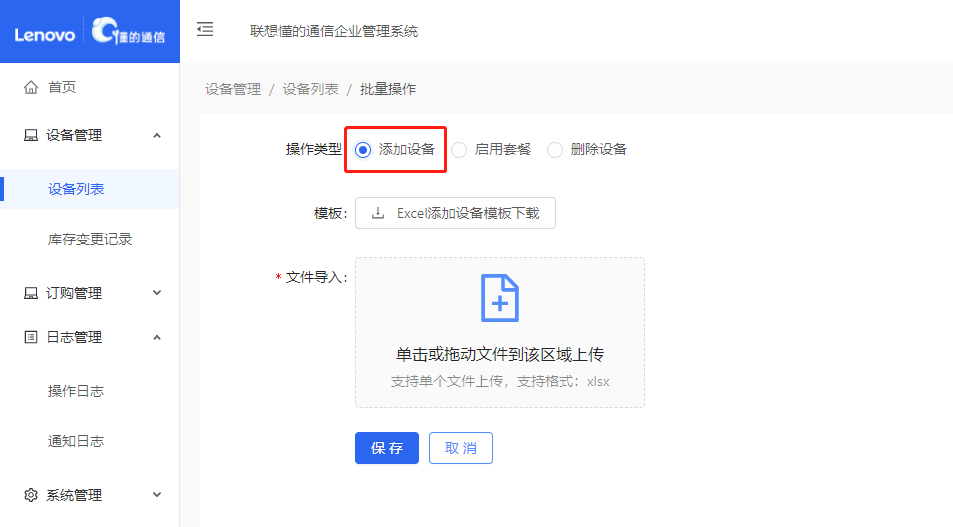 Lenovo 懂的通信
联想懂的通信企业管理系统
首页
设备管理
设备列表
库存变更记录
订购管理
日志管理
操作日志
通知日志
系统管理
设备管理 / 设备列表 / 批量操作
操作类型 添加设备 启用套餐 删除设备
模板: Excel添加设备模板下载
* 文件导入:
单击或拖动文件到该区域上传
支持单个文件上传，支持格式：xlsx
保存 取消